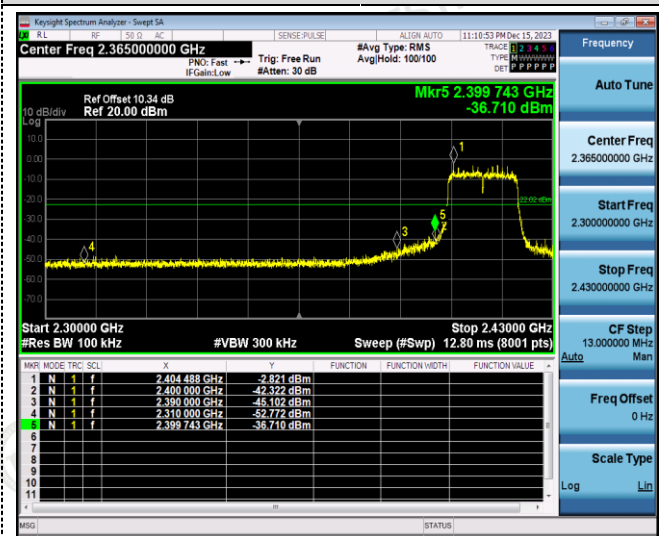 Keysight Spectrum Analyzer - Swept SA
RL RF 50 Ω AC SENSE:PULSE ALIGN AUTO 11:10:53 PM Dec 15, 2023
Center Freq 2.365000000 GHz
PNO: Fast
IFGain:Low
Trig: Free Run
#Atten: 30 dB
#Avg Type: RMS
Avg|Hold: 100/100
TRACE 1 2 3 4 5 6
TYPE M WWWWW
DET P P P P P P
Ref Offset 10.34 dB
10 dB/div Ref 20.00 dBm
Log
Mkr5 2.399 743 GHz
-36.710 dBm
10.0
0.00
-10.0
-20.0
-30.0
-40.0
-50.0
-60.0
-70.0
1
3
4
5
-22.02 dBm
Start 2.30000 GHz Stop 2.43000 GHz
#Res BW 100 kHz #VBW 300 kHz Sweep (#Swp) 12.80 ms (8001 pts)
MKR MODE TRC SCL X Y FUNCTION FUNCTION WIDTH FUNCTION VALUE
1 N 1 f 2.404 488 GHz -2.821 dBm
2 N 1 f 2.400 000 GHz -42.322 dBm
3 N 1 f 2.390 000 GHz -45.102 dBm
4 N 1 f 2.310 000 GHz -52.772 dBm
5 N 1 f 2.399 743 GHz -36.710 dBm
6
7
8
9
10
11
MSG STATUS
Frequency
Auto Tune
Center Freq
2.365000000 GHz
Start Freq
2.300000000 GHz
Stop Freq
2.430000000 GHz
CF Step
13.000000 MHz
Auto Man
Freq Offset
0 Hz
Scale Type
Log Lin